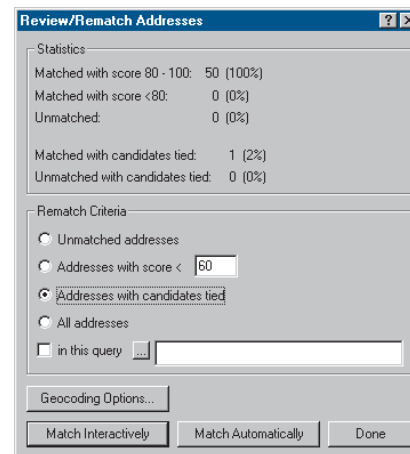 Review/Rematch Addresses
Statistics
Matched with score 80 - 100: 50 (100%)
Matched with score <80: 0 (0%)
Unmatched: 0 (0%)
Matched with candidates tied: 1 (2%)
Unmatched with candidates tied: 0 (0%)
Rematch Criteria
Unmatched addresses
Addresses with score < 60
Addresses with candidates tied
All addresses
in this query ...
Geocoding Options...
Match Interactively Match Automatically Done